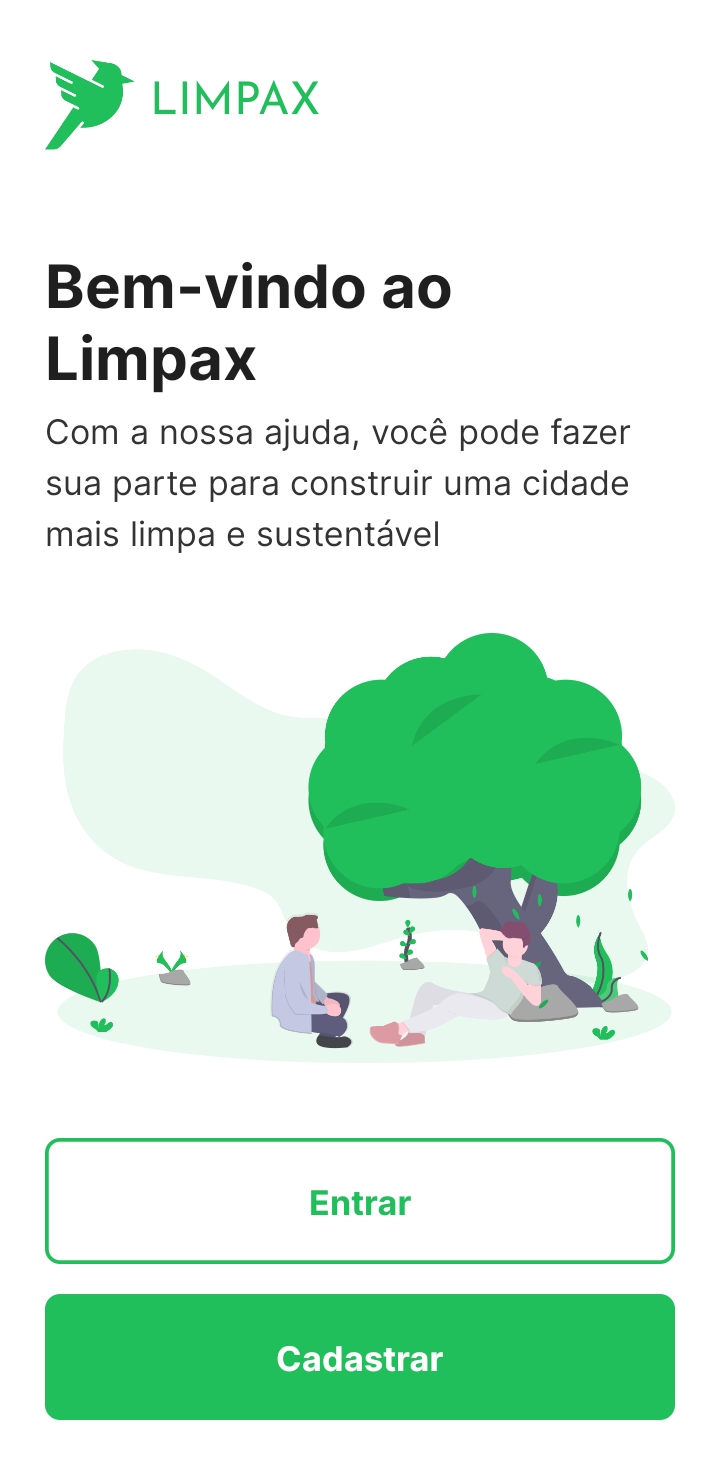 LIMPAX
Bem-vindo ao
Limpax
Com a nossa ajuda, você pode fazer
sua parte para construir uma cidade
mais limpa e sustentável
Entrar
Cadastrar